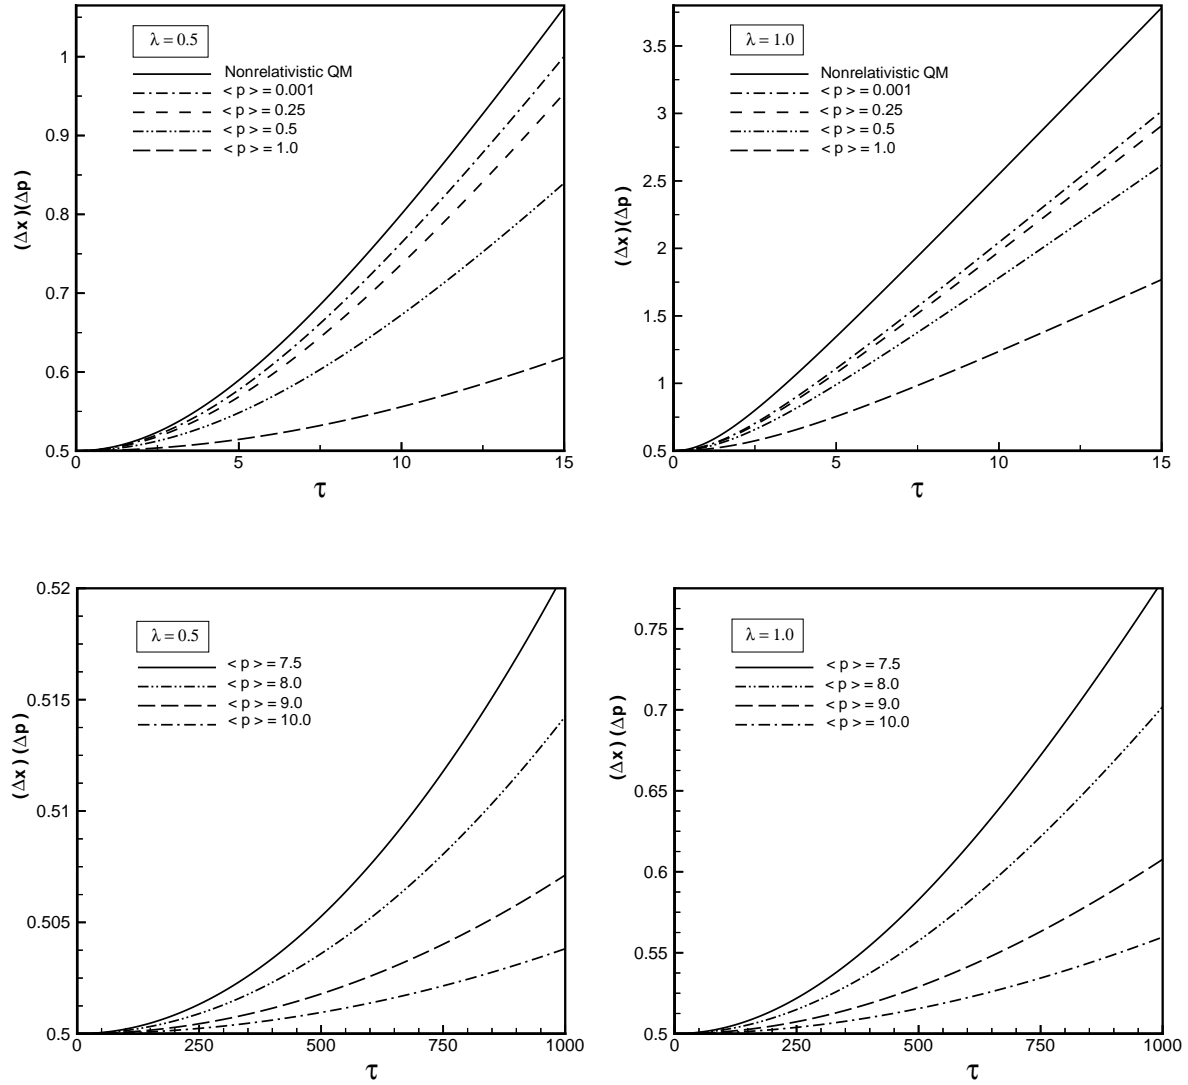 λ = 0.5
Nonrelativistic QM
< p > = 0.001
< p > = 0.25
< p > = 0.5
< p > = 1.0
(Δx)(Δp)
1
0.9
0.8
0.7
0.6
0.5
0
5
10
15
τ
λ = 1.0
Nonrelativistic QM
< p > = 0.001
< p > = 0.25
< p > = 0.5
< p > = 1.0
(Δx)(Δp)
3.5
3
2.5
2
1.5
1
0.5
0
5
10
15
τ
λ = 0.5
< p > = 7.5
< p > = 8.0
< p > = 9.0
< p > = 10.0
(Δx) (Δp)
0.52
0.515
0.51
0.505
0.5
0
250
500
750
1000
τ
λ = 1.0
< p > = 7.5
< p > = 8.0
< p > = 9.0
< p > = 10.0
(Δx) (Δp)
0.75
0.7
0.65
0.6
0.55
0.5
0
250
500
750
1000
τ